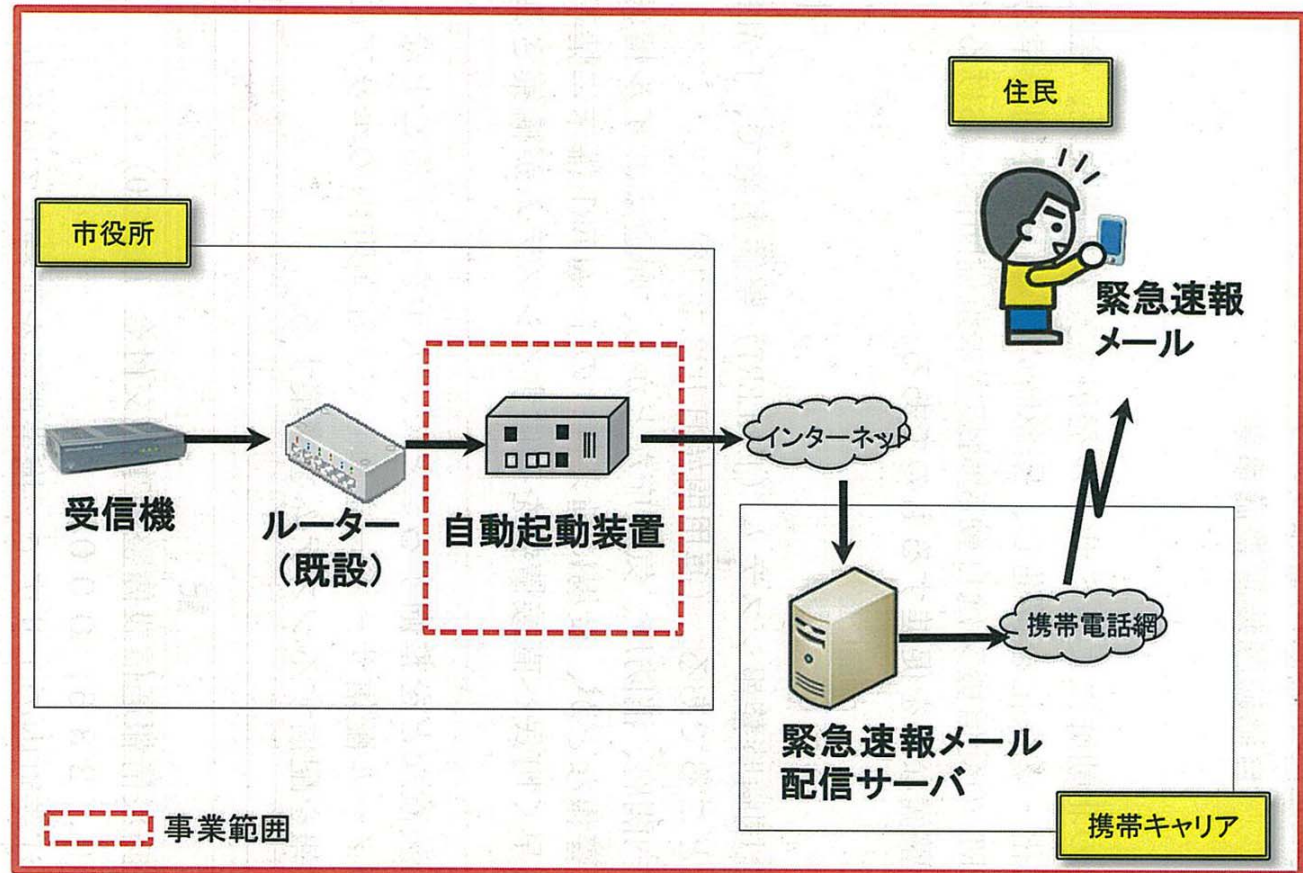 住民
市役所
緊急速報
メール
インターネット
受信機
ルーター
(既設)
自動起動装置
携帯電話網
緊急速報メール
配信サーバ
事業範囲
携帯キャリア